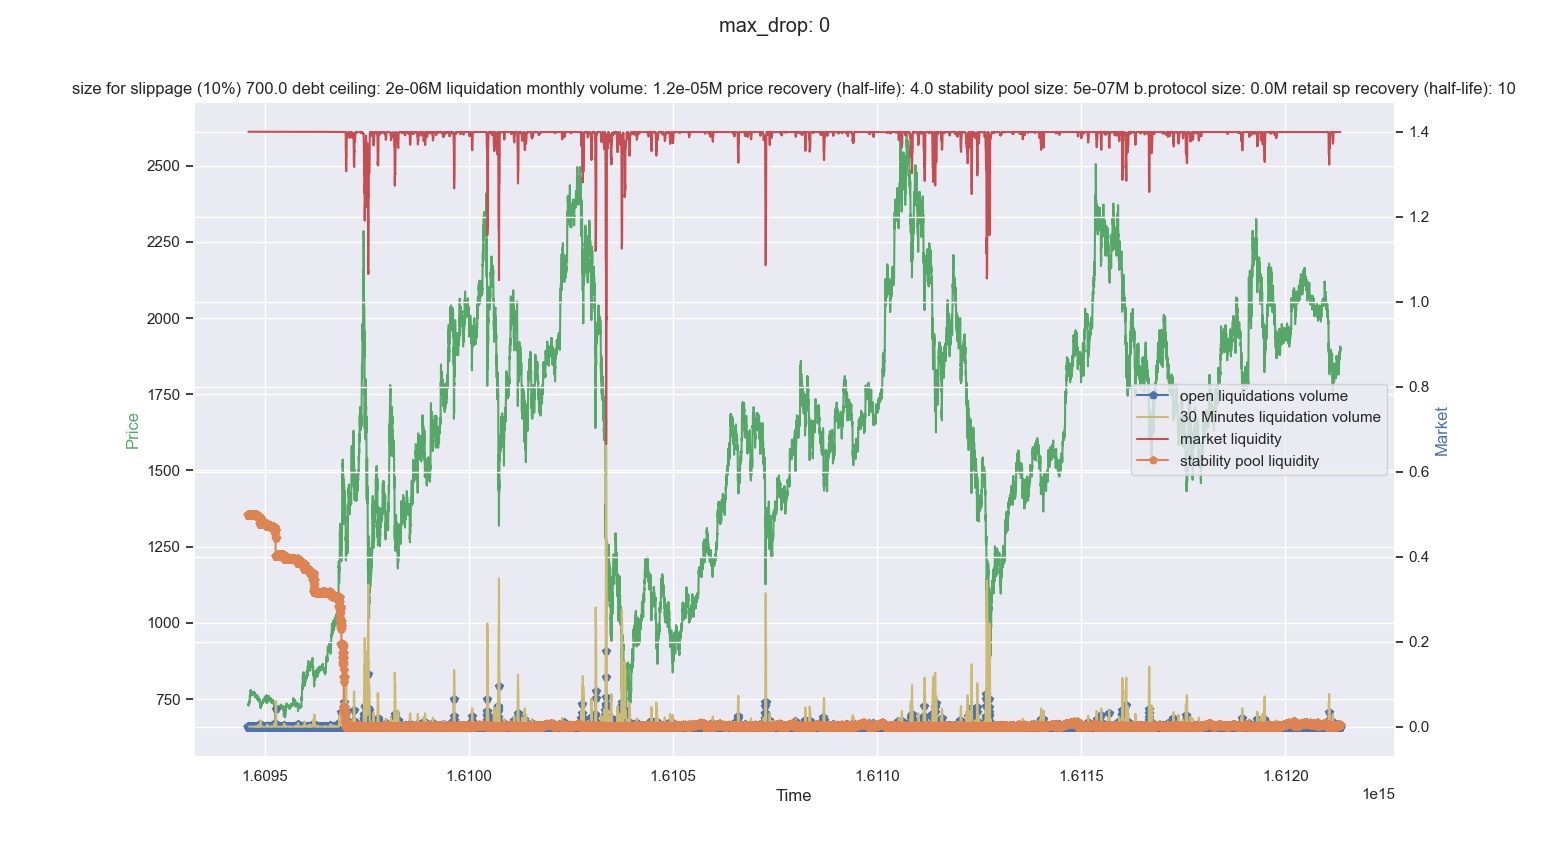 max_drop: 0
size for slippage (10%) 700.0 debt ceiling: 2e-06M liquidation monthly volume: 1.2e-05M price recovery (half-life): 4.0 stability pool size: 5e-07M b.protocol size: 0.0M retail sp recovery (half-life): 10
2500
2250
2000
1750
1500
1250
1000
750
Price
1.4
1.2
1.0
0.8
0.6
0.4
0.2
0.0
Market
open liquidations volume
30 Minutes liquidation volume
market liquidity
stability pool liquidity
1.6095
1.6100
1.6105
1.6110
1.6115
1.6120
Time
1e15